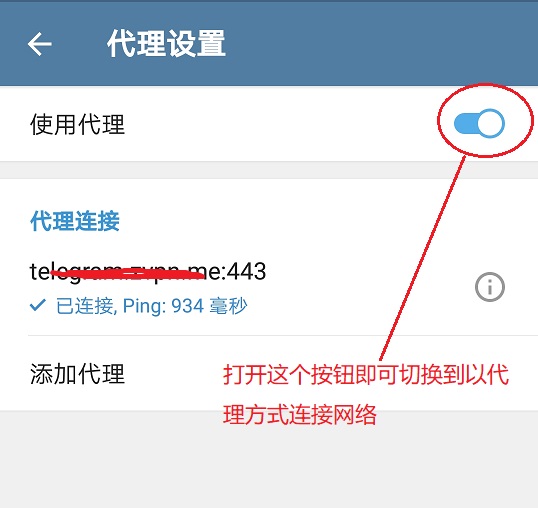 代理设置
使用代理
代理连接
telegram.zvpn.me:443
已连接, Ping: 934 毫秒
添加代理
打开这个按钮即可切换到以代
理方式连接网络